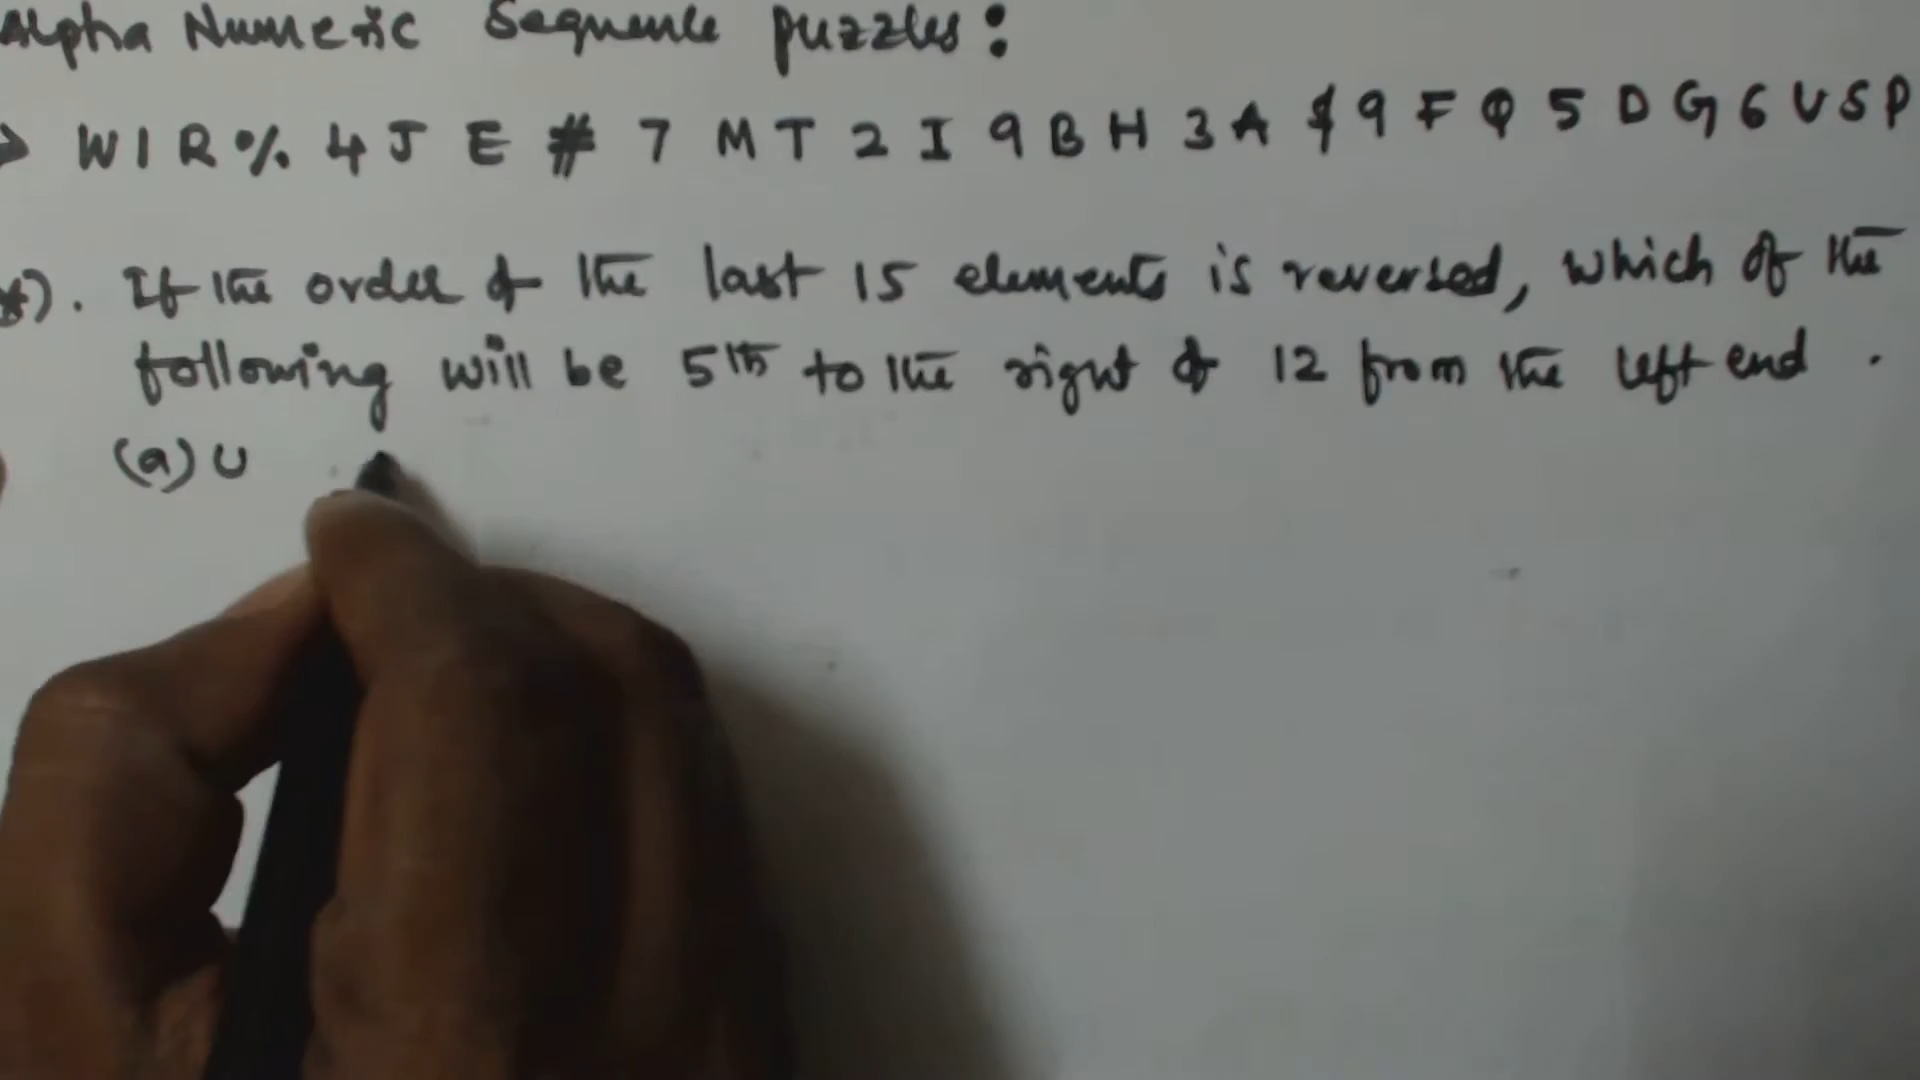 Alpha Numeric Sequence puzzles:
W 1 R % 4 J E # 7 M T 2 I 9 B H 3 A $ 9 F Q 5 D G 6 U S P
*). If the order of the last 15 elements is reversed, which of the
following will be 5th to the right of 12 from the left end.
(a) U